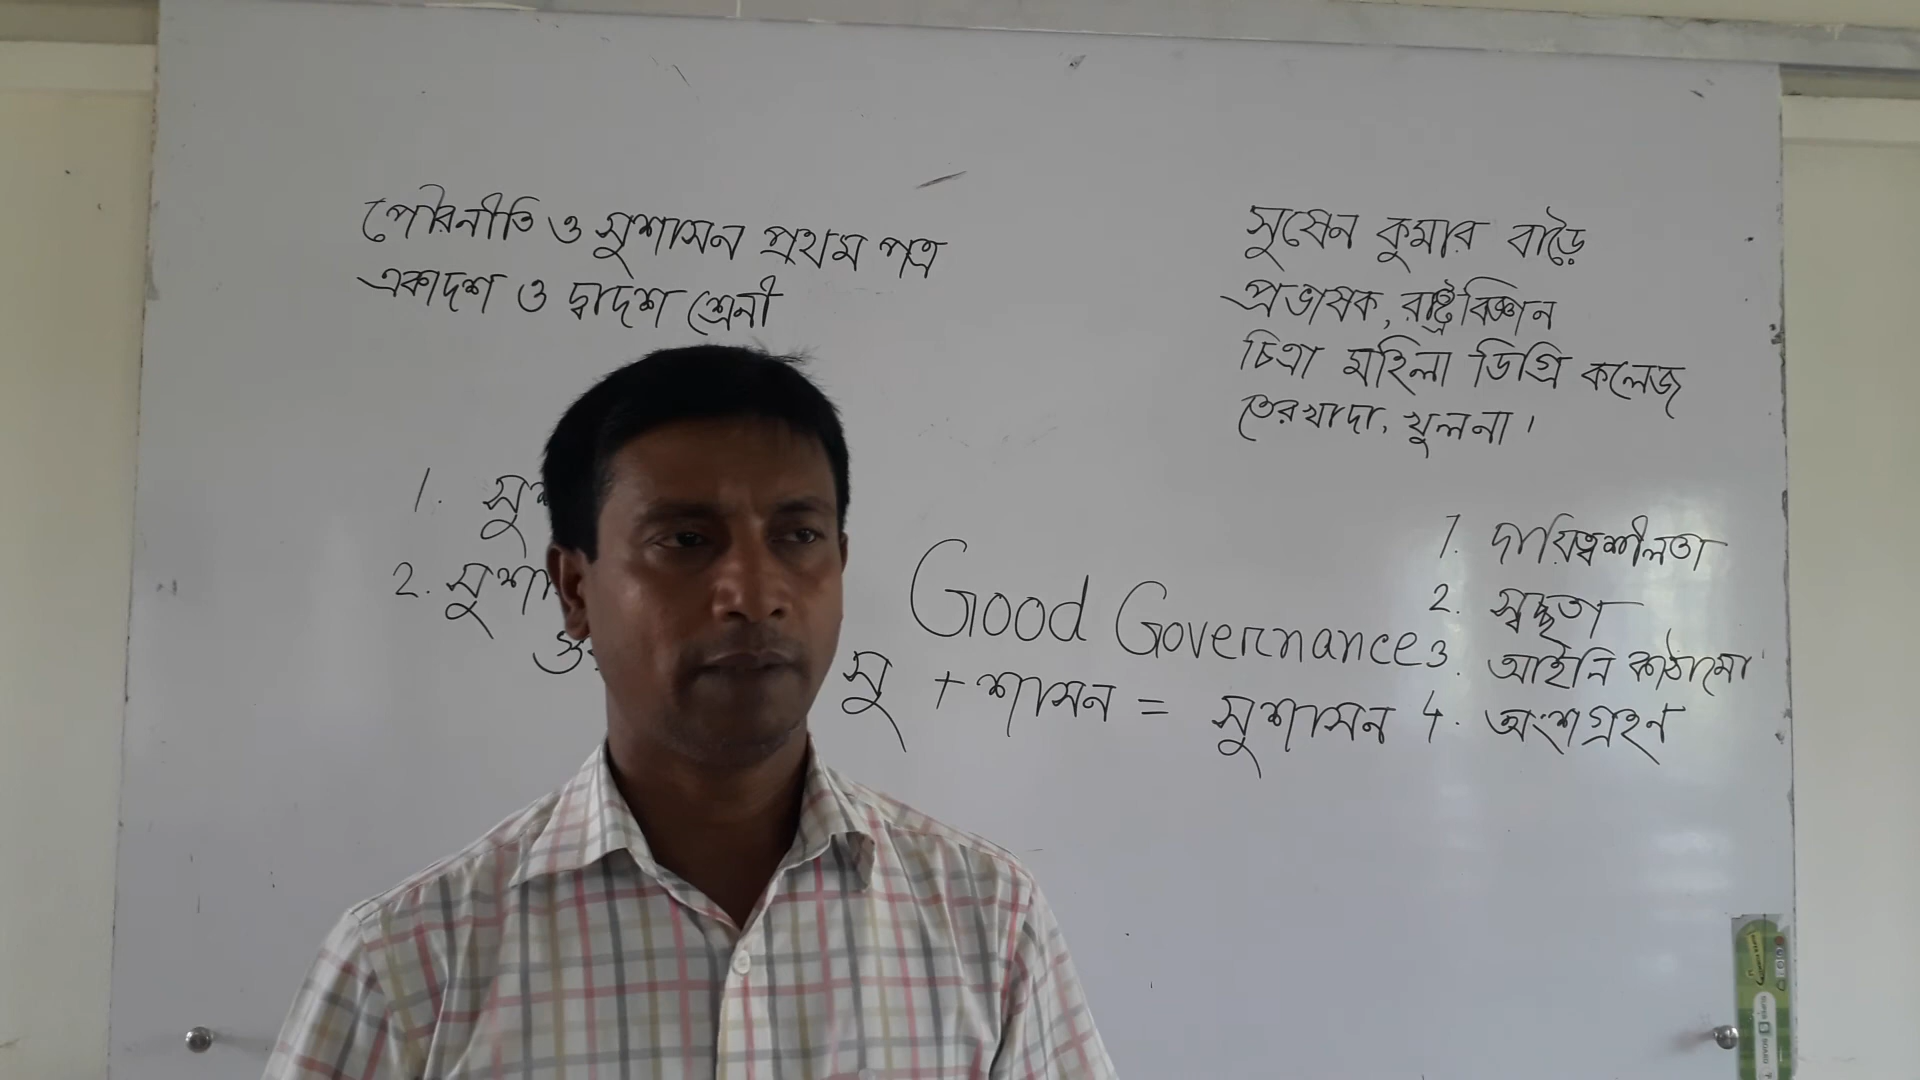 পৌরনীতি ও সুশাসন প্রথম পত্র
একাদশ ও দ্বাদশ শ্রেনী
সুষেন কুমার বাড়ৈ
প্রভাষক, রাষ্ট্রবিজ্ঞান
চিত্রা মহিলা ডিগ্রি কলেজ
তেরখাদা, খুলনা।
1.
2.
Good Governance
সু + শাসন = সুশাসন
1. দায়িত্বশীলতা
2. স্বচ্ছতা
3. আইনি কাঠামো
4. অংশগ্রহণ